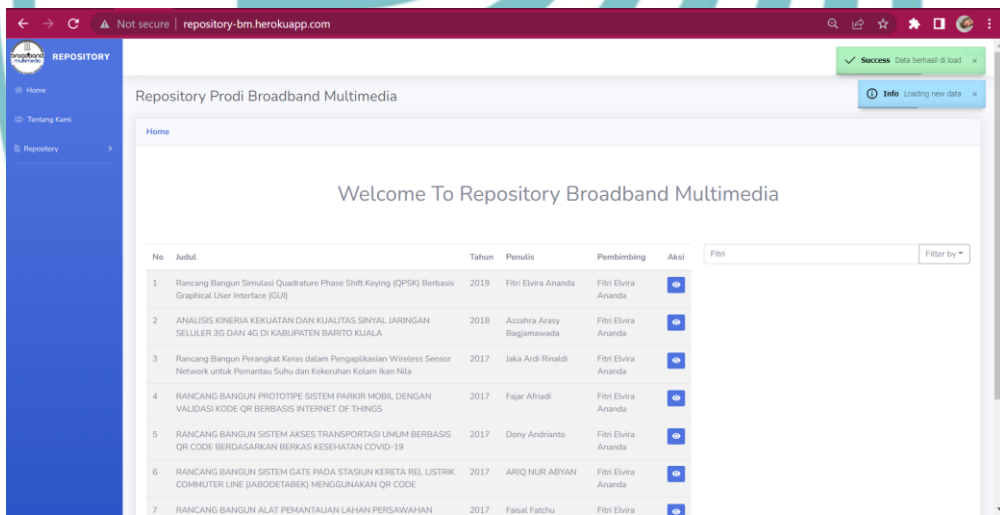 Not secure | repository-bm.herokuapp.com
broadband
multimedia
REPOSITORY
Home
Tentang Kami
Repository
Success Data berhasil di load
Info Loading new data
Repository Prodi Broadband Multimedia
Home
Welcome To Repository Broadband Multimedia
Fitri
Filter by
No Judul Tahun Penulis Pembimbing Aksi
1 Rancang Bangun Simulasi Quadrature Phase Shift Keying (QPSK) Berbasis 2019 Fitri Elvira Ananda Fitri Elvira
Graphical User Interface (GUI) Ananda
2 ANALISIS KINERJA KEKUATAN DAN KUALITAS SINYAL JARINGAN 2018 Azzahra Arasy Fitri Elvira
SELULER 3G DAN 4G DI KABUPATEN BARITO KUALA Bagjamawada Ananda
3 Rancang Bangun Perangkat Keras dalam Pengaplikasian Wireless Sensor 2017 Jaka Ardi Rinaldi Fitri Elvira
Network untuk Pemantau Suhu dan Kekeruhan Kolam Ikan Nila Ananda
4 RANCANG BANGUN PROTOTIPE SISTEM PARKIR MOBIL DENGAN 2017 Fajar Afriadi Fitri Elvira
VALIDASI KODE QR BERBASIS INTERNET OF THINGS Ananda
5 RANCANG BANGUN SISTEM AKSES TRANSPORTASI UMUM BERBASIS 2017 Dony Andrianto Fitri Elvira
QR CODE BERDASARKAN BERKAS KESEHATAN COVID-19 Ananda
6 RANCANG BANGUN SISTEM GATE PADA STASIUN KERETA REL LISTRIK 2017 ARIQ NUR ABYAN Fitri Elvira
COMMUTER LINE (JABODETABEK) MENGGUNAKAN QR CODE Ananda
7 RANCANG BANGUN ALAT PEMANTAUAN LAHAN PERSAWAHAN 2017 Faisal Fatchu Fitri Elvira